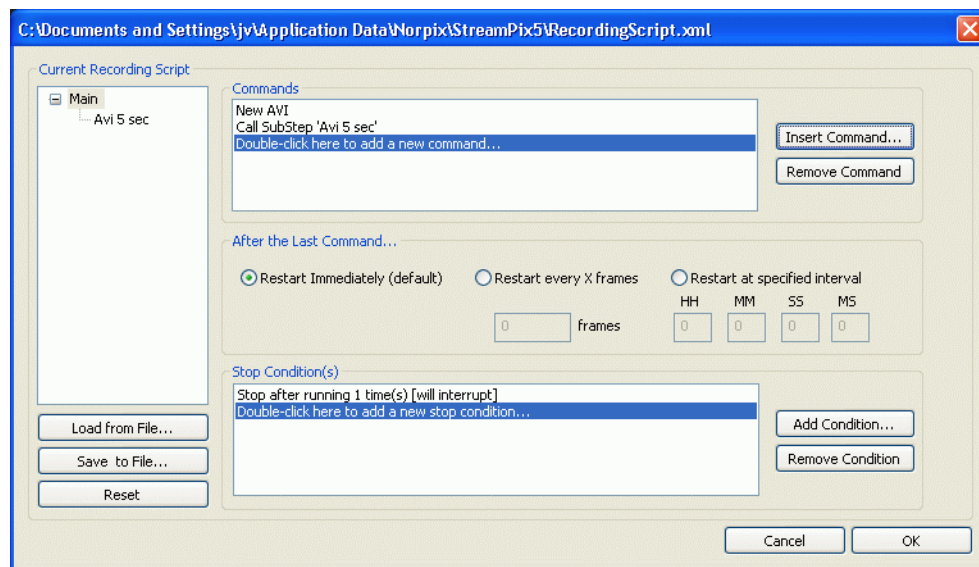 C:\Documents and Settings\jv\Application Data\Norpix\StreamPix5\RecordingScript.xml
Current Recording Script
Main
Avi 5 sec
Commands
New AVI
Call SubStep 'Avi 5 sec'
Double-click here to add a new command...
Insert Command...
Remove Command
After the Last Command...
Restart Immediately (default)
Restart every X frames
Restart at specified interval
HH MM SS MS
0 frames
0 0 0 0
Stop Condition(s)
Stop after running 1 time(s) [will interrupt]
Double-click here to add a new stop condition...
Add Condition...
Remove Condition
Load from File...
Save to File...
Reset
Cancel
OK